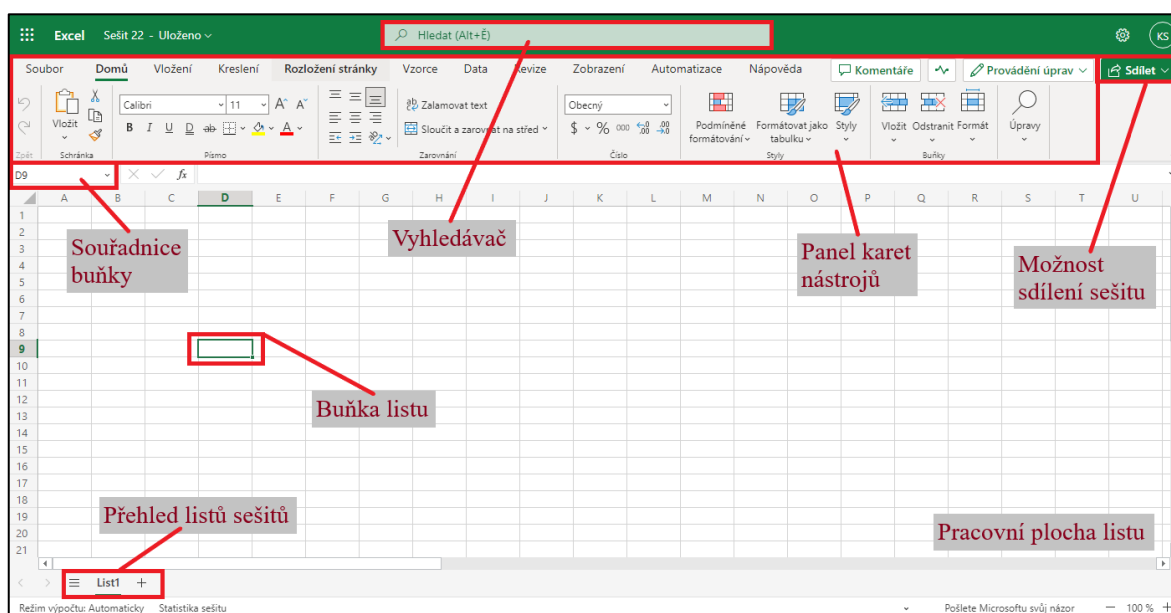 Excel Sešit 22 - Uloženo
Hledat (Alt+É)
KS
Soubor Domů Vložení Kreslení Rozložení stránky Vzorce Data Revize Zobrazení Automatizace Nápověda Komentáře Provádění úprav Sdílet
Vložit
Calibri 11
Zalamovat text
Obecný
B I U D ab A
Sloučit a zarovnat na střed
$ % 000
Podmíněné formátování
Formátovat jako tabulku
Styly
Vložit Odstranit Formát
Úpravy
Zpět Schránka Písmo Zarovnání Číslo Styly Buňky
D9 fx
A B C D E F G H I J K L M N O P Q R S T U
1
2
3
4
5
6
7
8
9
10
11
12
13
14
15
16
17
18
19
20
21
Souřadnice
buňky
Vyhledávač
Panel karet
nástrojů
Možnost
sdílení sešitu
Buňka listu
Přehled listů sešitů
Pracovní plocha listu
List1 +
Režim výpočtu: Automaticky Statistika sešitu Pošlete Microsoftu svůj názor — 100 % +